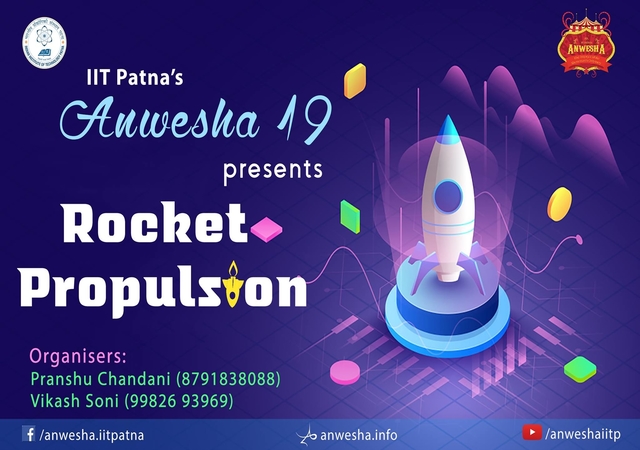 IIT Patna's
Anwesha 19
presents
Rocket
Propulsion
Organisers:
Pranshu Chandani (8791838088)
Vikash Soni (99826 93969)
/anwesha.iitpatna
anwesha.info
/anweshaiitp
ANWESHA